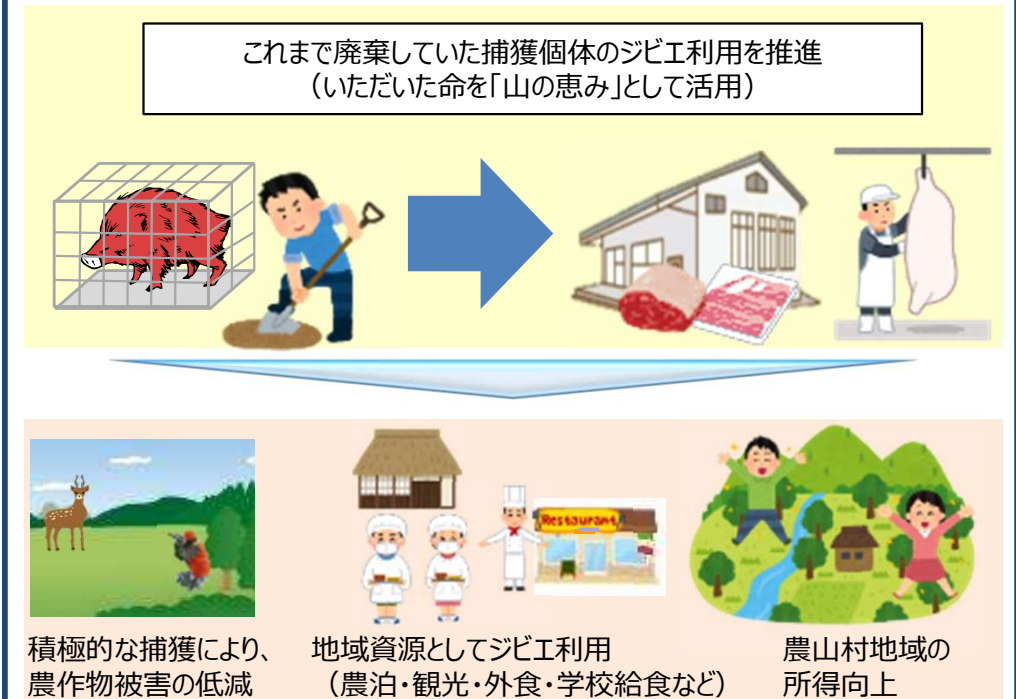 これまで廃棄していた捕獲個体のジビエ利用を推進
（いただいた命を「山の恵み」として活用）
Restaurant
積極的な捕獲により、
農作物被害の低減
地域資源としてジビエ利用
（農泊・観光・外食・学校給食など）
農山村地域の
所得向上